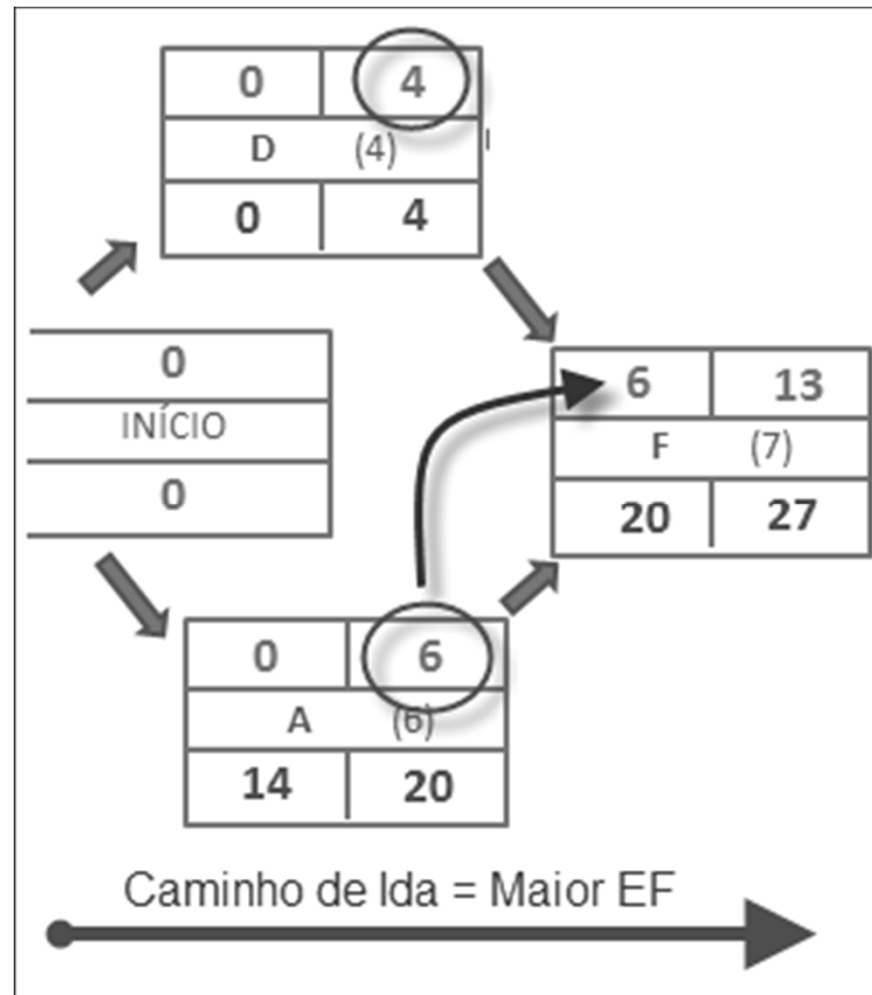 0 4
D (4)
0 4
0
INÍCIO
0
6 13
F (7)
20 27
0 6
A (6)
14 20
Caminho de Ida = Maior EF